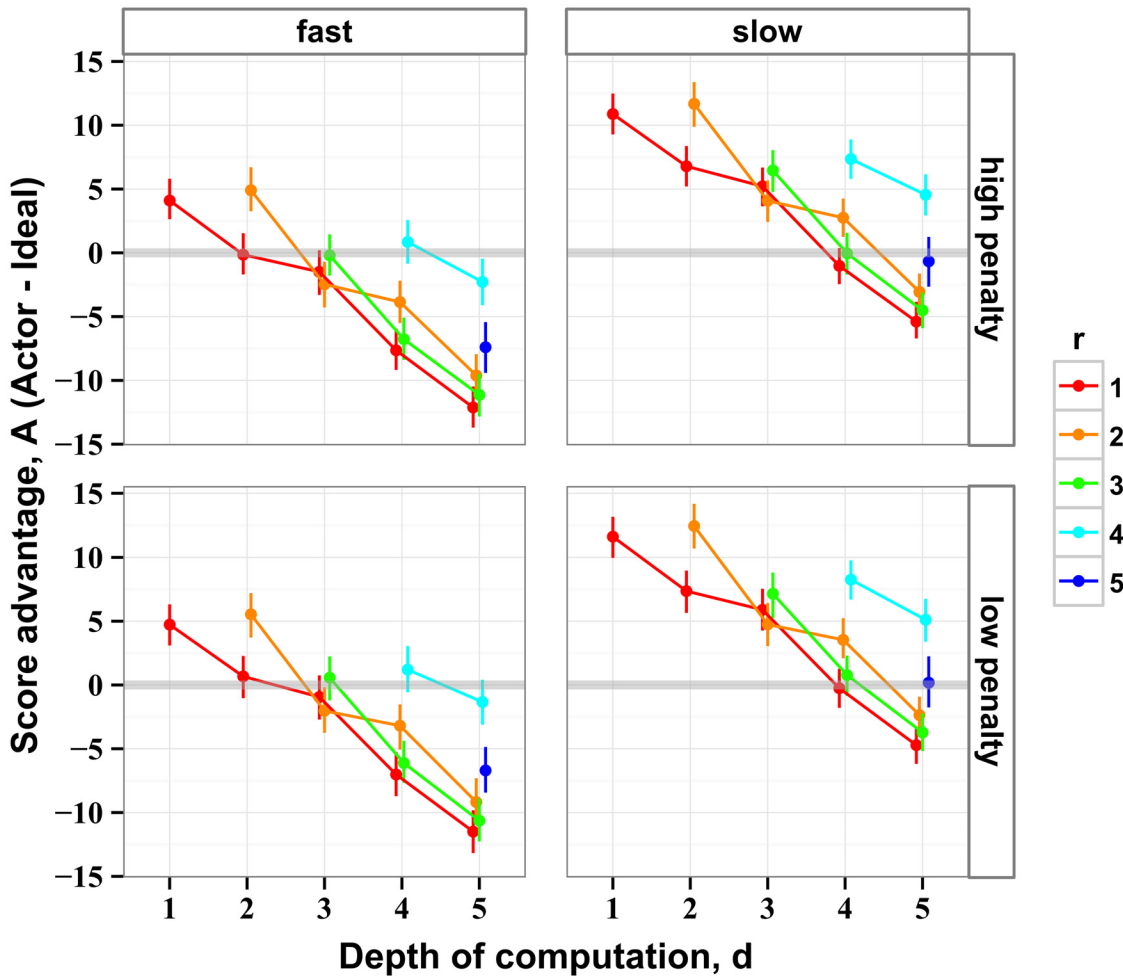 fast
slow
Score advantage, A (Actor - Ideal)
15
10
5
0
−5
−10
−15
high penalty
15
10
5
0
−5
−10
−15
low penalty
1 2 3 4 5
1 2 3 4 5
Depth of computation, d
r
1
2
3
4
5